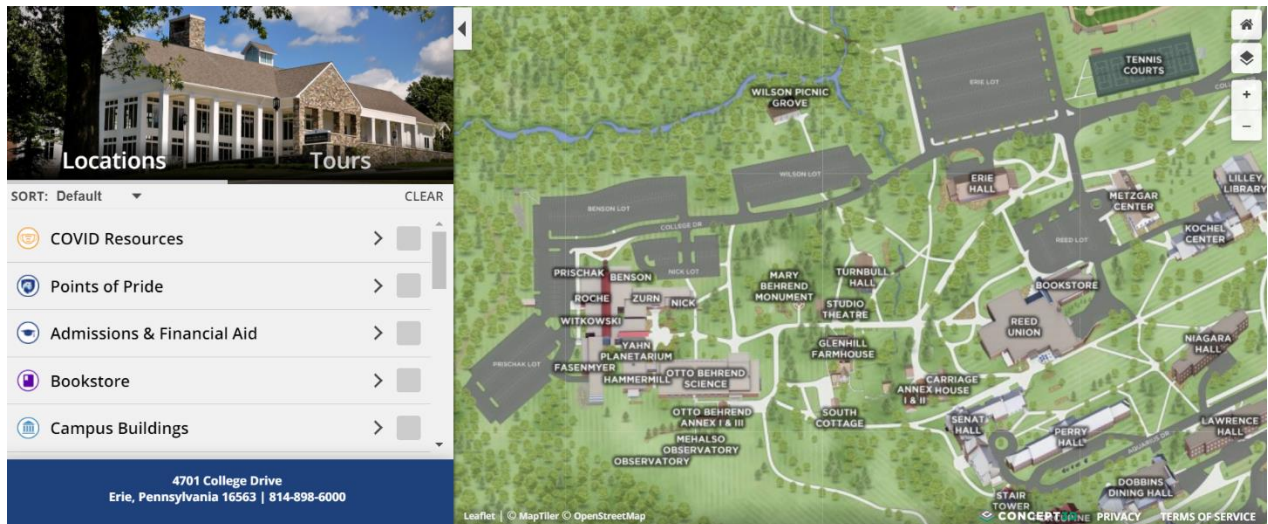 Locations
Tours
SORT: Default
CLEAR
COVID Resources
Points of Pride
Admissions & Financial Aid
Bookstore
Campus Buildings
4701 College Drive
Erie, Pennsylvania 16563 | 814-898-6000
TENNIS
COURTS
ERIE LOT
WILSON PICNIC
GROVE
WILSON LOT
ERIE
HALL
LILLEY
LIBRARY
METZGAR
CENTER
BENSON LOT
COLLEGE DR
KOCHEL
CENTER
REED LOT
PRISCHAK
BENSON
NICK LOT
MARY
BEHREND
MONUMENT
TURNBULL
HALL
BOOKSTORE
ROCHE
ZURN
NICK
STUDIO
THEATRE
WITKOWSKI
REED
UNION
YAHN
PLANETARIUM
GLENHILL
FARMHOUSE
NIAGARA
HALL
PRISCHAK LOT
FASENMYER
HAMMERMILL
OTTO BEHREND
SCIENCE
ANNEX
I & II
CARRIAGE
HOUSE
OTTO BEHREND
ANNEX I & III
SOUTH
COTTAGE
SENAT
HALL
PERRY
HALL
LAWRENCE
HALL
MEHALSO
OBSERVATORY
OBSERVATORY
AQUARIUS DR
DOBBINS
DINING HALL
STAIR
TOWER
Leaflet | © MapTiler © OpenStreetMap
PRIVACY
TERMS OF SERVICE